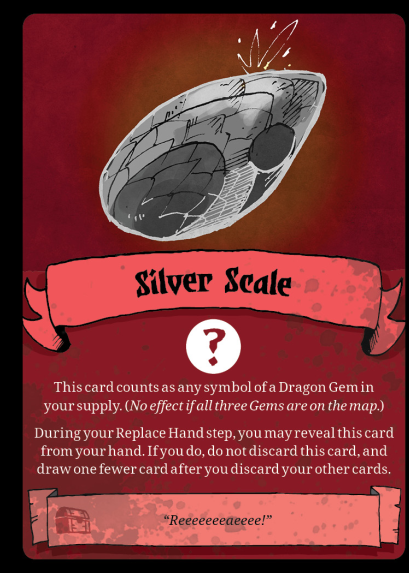 Silver Scale
?
This card counts as any symbol of a Dragon Gem in
your supply. (No effect if all three Gems are on the map.)
During your Replace Hand step, you may reveal this card
from your hand. If you do, do not discard this card, and
draw one fewer card after you discard your other cards.
“Reeeeeeeaeeee!”